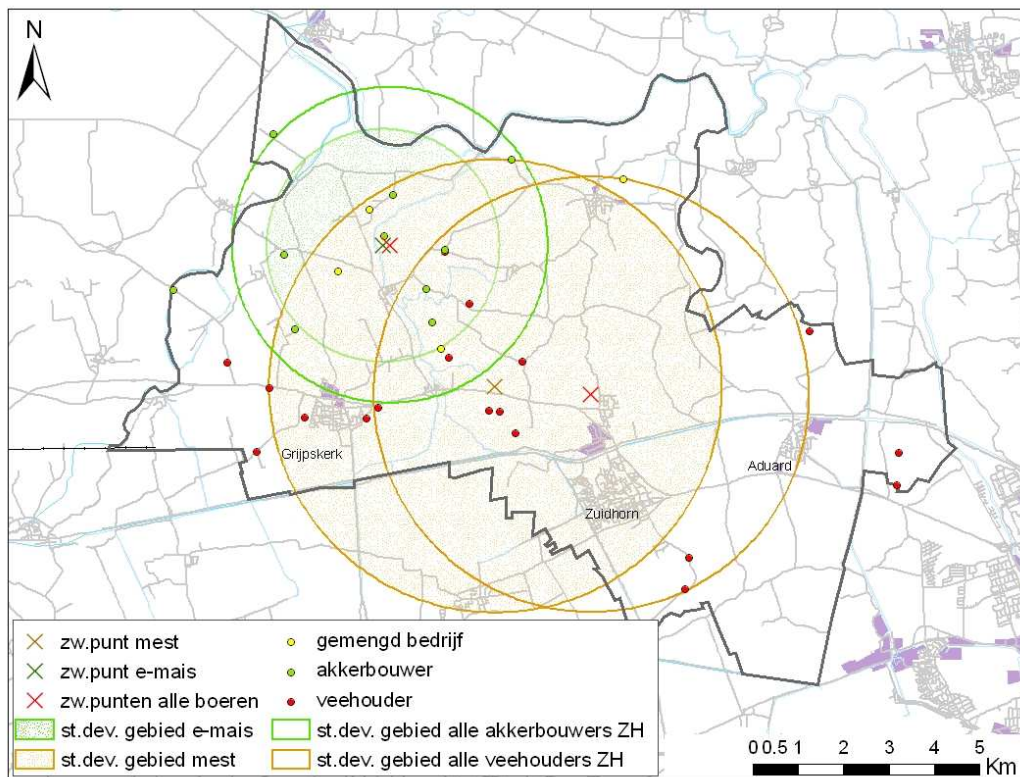 N
Grijpskerk
Aduard
Zuidhorn
zw.punt mest
zw.punt e-mais
zw.punten alle boeren
st.dev. gebied e-mais
st.dev. gebied mest
gemengd bedrijf
akkerbouwer
veehouder
st.dev. gebied alle akkerbouwers ZH
st.dev. gebied alle veehouders ZH
0 0.5 1 2 3 4 5
Km